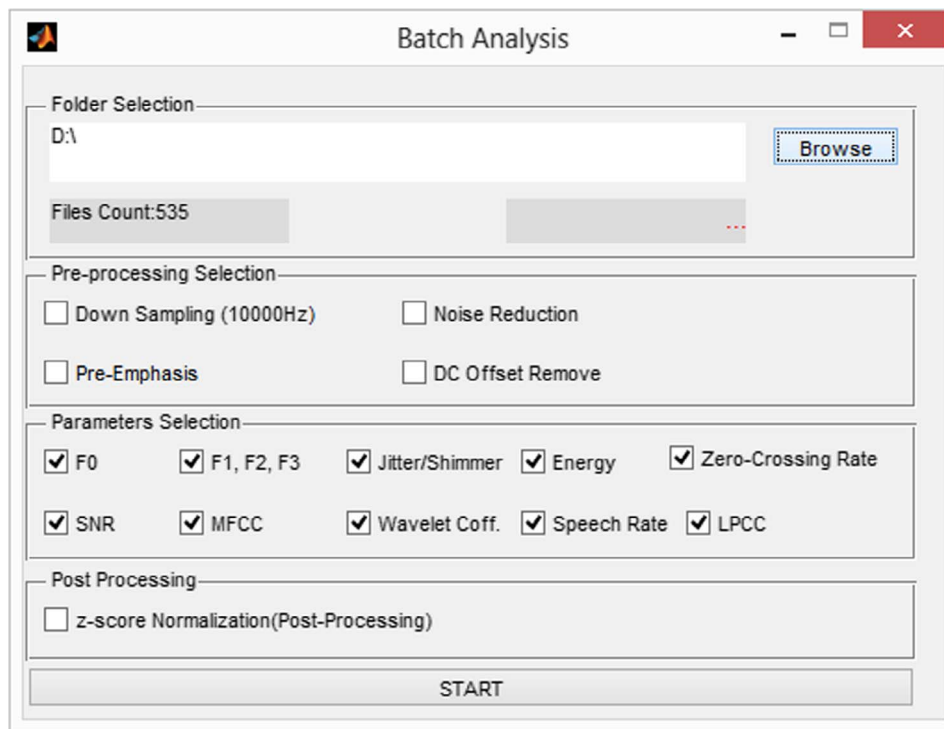 Batch Analysis
Folder Selection
D:\
Browse
Files Count:535
...
Pre-processing Selection
Down Sampling (10000Hz)
Noise Reduction
Pre-Emphasis
DC Offset Remove
Parameters Selection
F0
F1, F2, F3
Jitter/Shimmer
Energy
Zero-Crossing Rate
SNR
MFCC
Wavelet Coff.
Speech Rate
LPCC
Post Processing
z-score Normalization(Post-Processing)
START